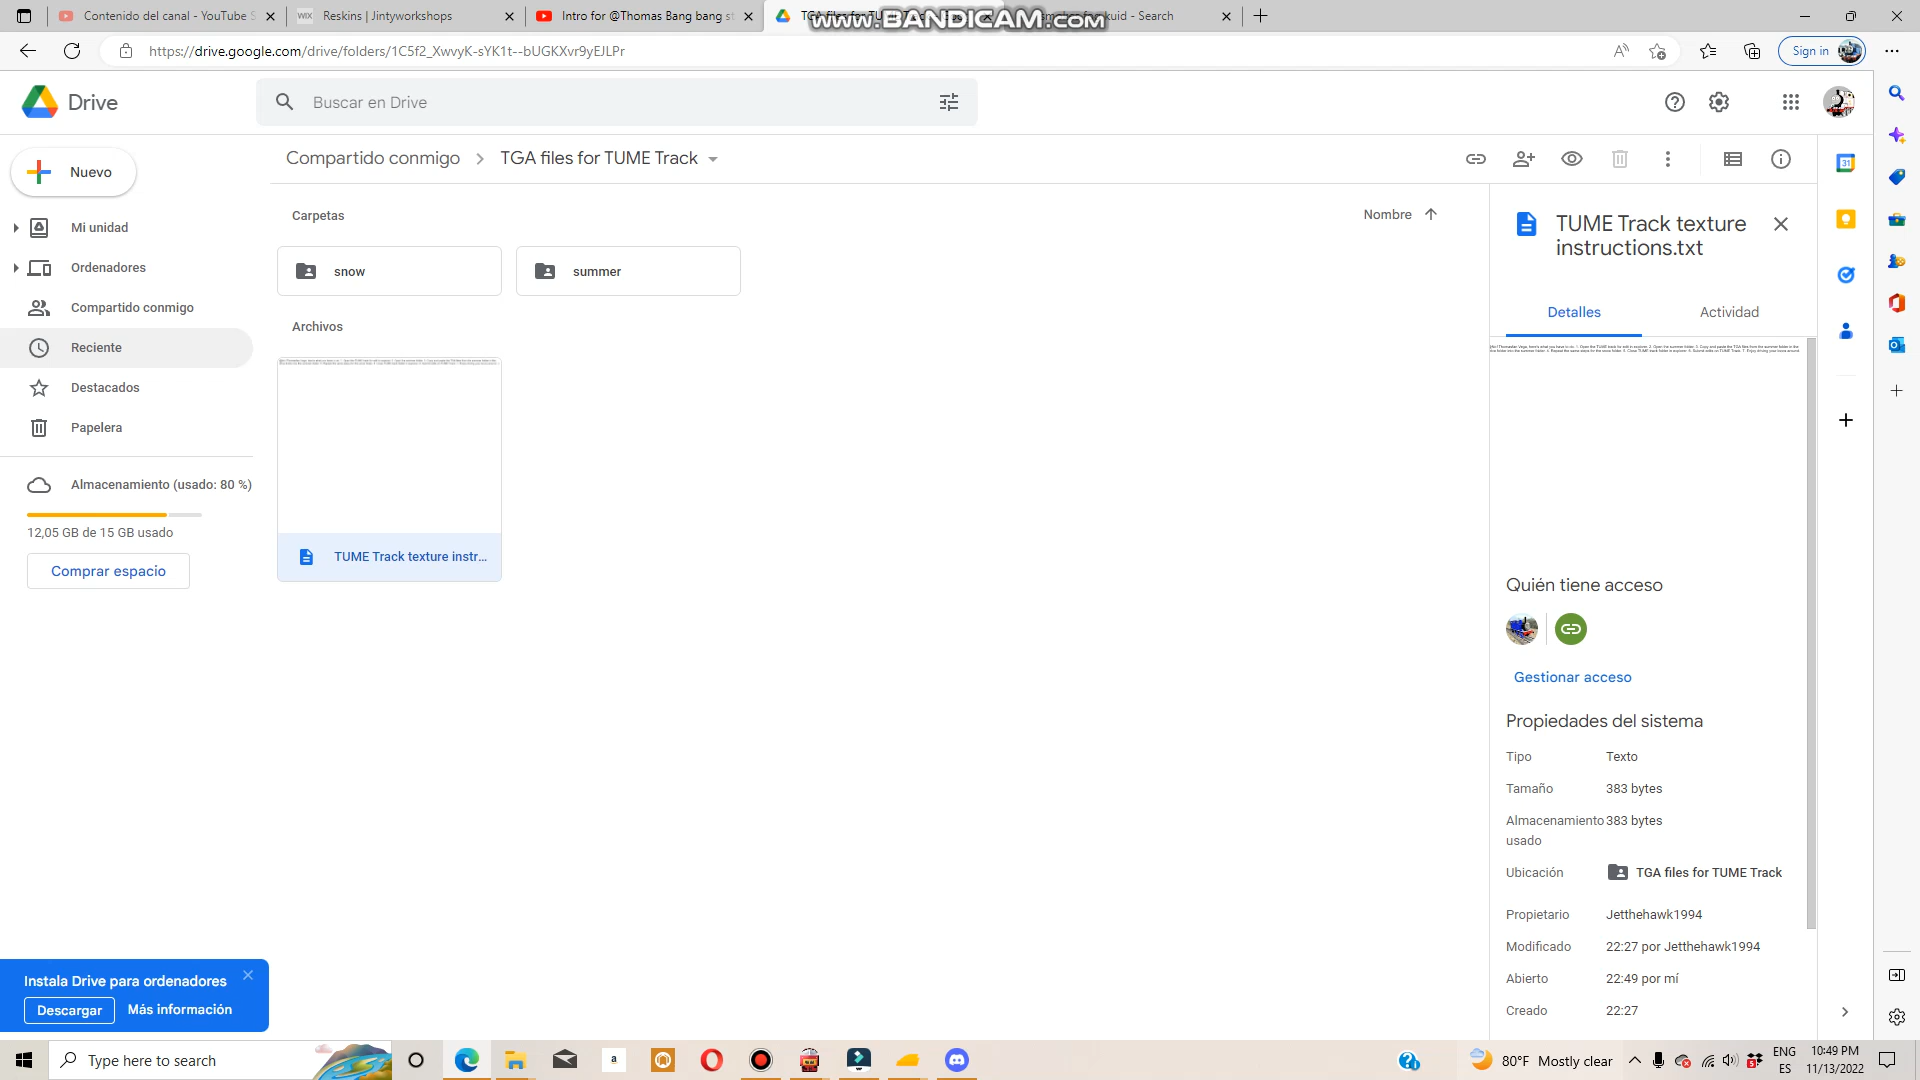 Contenido del canal - YouTube S
Reskins | Jintyworkshops
Intro for @Thomas Bang bang st
www.BANDICAM.com
kuid - Search
https://drive.google.com/drive/folders/1C5f2_XwvyK-sYK1t--bUGKXvr9yEJLPr
Sign in
Drive
Buscar en Drive
Nuevo
Compartido conmigo > TGA files for TUME Track
Mi unidad
Ordenadores
Compartido conmigo
Reciente
Destacados
Papelera
Almacenamiento (usado: 80 %)
12,05 GB de 15 GB usado
Comprar espacio
Carpetas
Nombre
snow
summer
Archivos
TUME Track texture instr...
TUME Track texture
instructions.txt
Detalles
Actividad
Quién tiene acceso
Gestionar acceso
Propiedades del sistema
Tipo Texto
Tamaño 383 bytes
Almacenamiento 383 bytes
usado
Ubicación TGA files for TUME Track
Propietario Jetthehawk1994
Modificado 22:27 por Jetthehawk1994
Abierto 22:49 por mí
Creado 22:27
31
Instala Drive para ordenadores
Descargar
Más información
Type here to search
a
80°F Mostly clear
ENG
ES
10:49 PM
11/13/2022